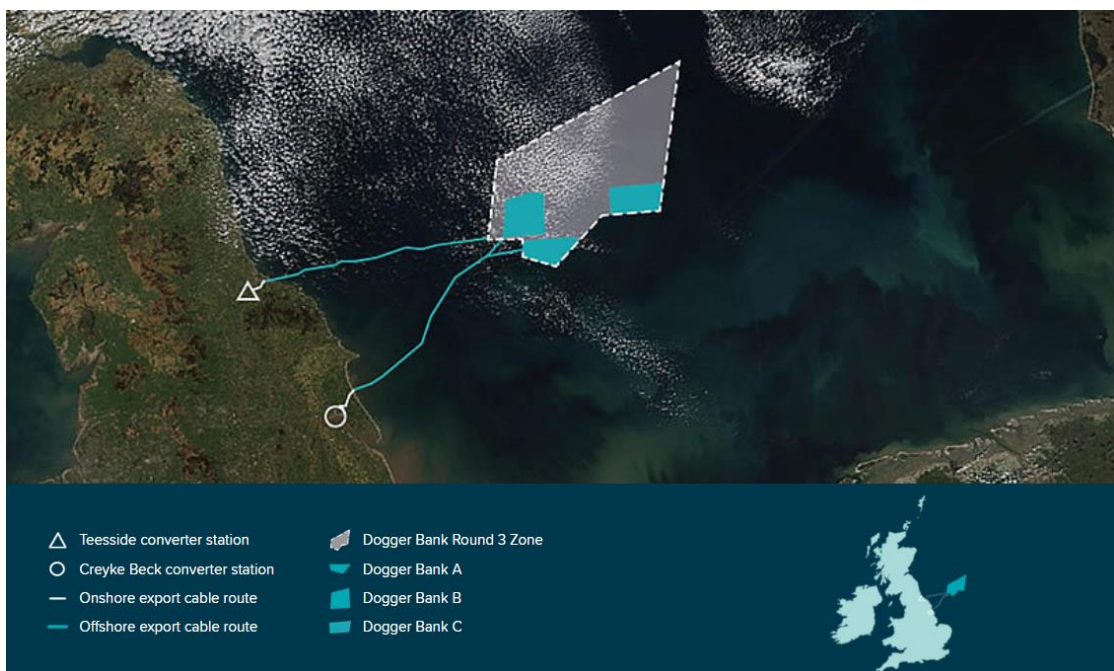 Teesside converter station
Creyke Beck converter station
Onshore export cable route
Offshore export cable route
Dogger Bank Round 3 Zone
Dogger Bank A
Dogger Bank B
Dogger Bank C